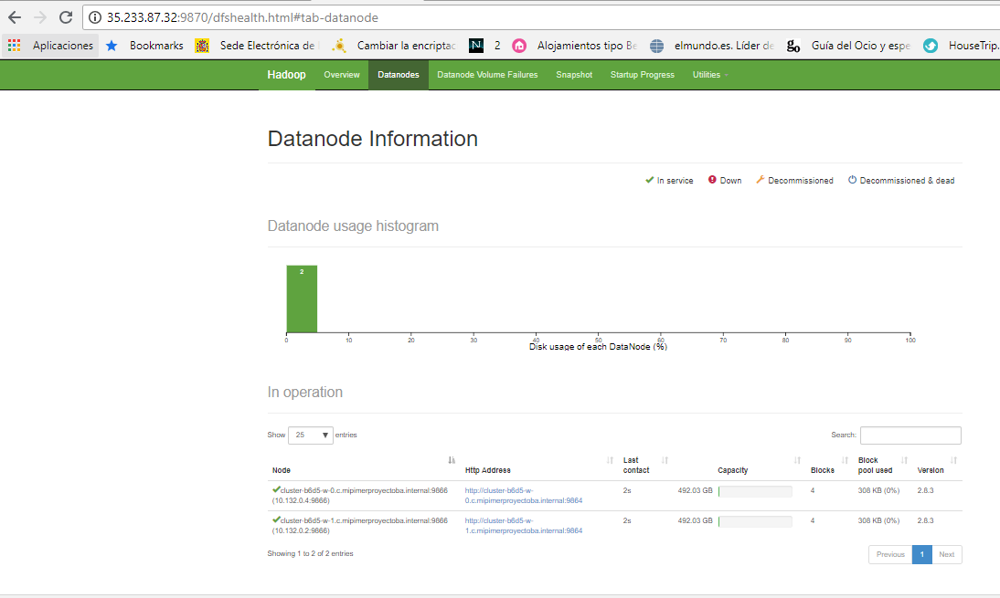 35.233.87.32:9870/dfshealth.html#tab-datanode
Aplicaciones Bookmarks Sede Electrónica de Cambiar la encriptac N 2 Alojamientos tipo Be elmundo.es. Líder de go Guía del Ocio y espe HouseTrip.
Hadoop Overview Datanodes Datanode Volume Failures Snapshot Startup Progress Utilities
Datanode Information
In service Down Decommissioned Decommissioned & dead
Datanode usage histogram
2
0 10 20 30 40 50 60 70 80 90 100
Disk usage of each DataNode (%)
In operation
Show 25 entries Search:
Node Http Address Last contact Capacity Blocks Block pool used Version
cluster-b6d5-w-0.c.mipimerproyectoba.internal:9866 http://cluster-b6d5-w- 2s 492.03 GB 4 308 KB (0%) 2.8.3
(10.132.0.4:9866) 0.c.mipimerproyectoba.internal:9864
cluster-b6d5-w-1.c.mipimerproyectoba.internal:9866 http://cluster-b6d5-w- 2s 492.03 GB 4 308 KB (0%) 2.8.3
(10.132.0.2:9866) 1.c.mipimerproyectoba.internal:9864
Showing 1 to 2 of 2 entries Previous 1 Next